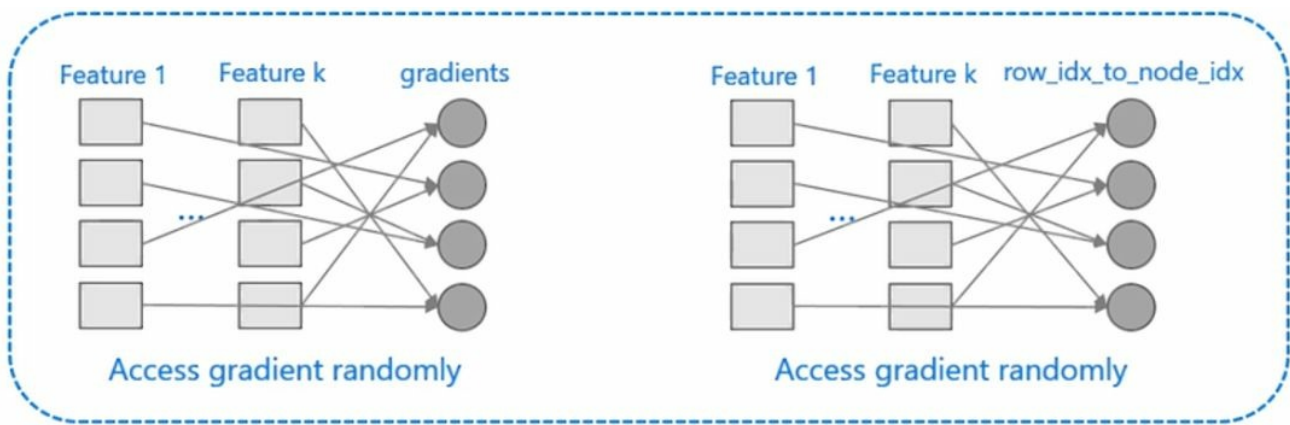 Feature 1 Feature k gradients
...
Access gradient randomly
Feature 1 Feature k row_idx_to_node_idx
...
Access gradient randomly